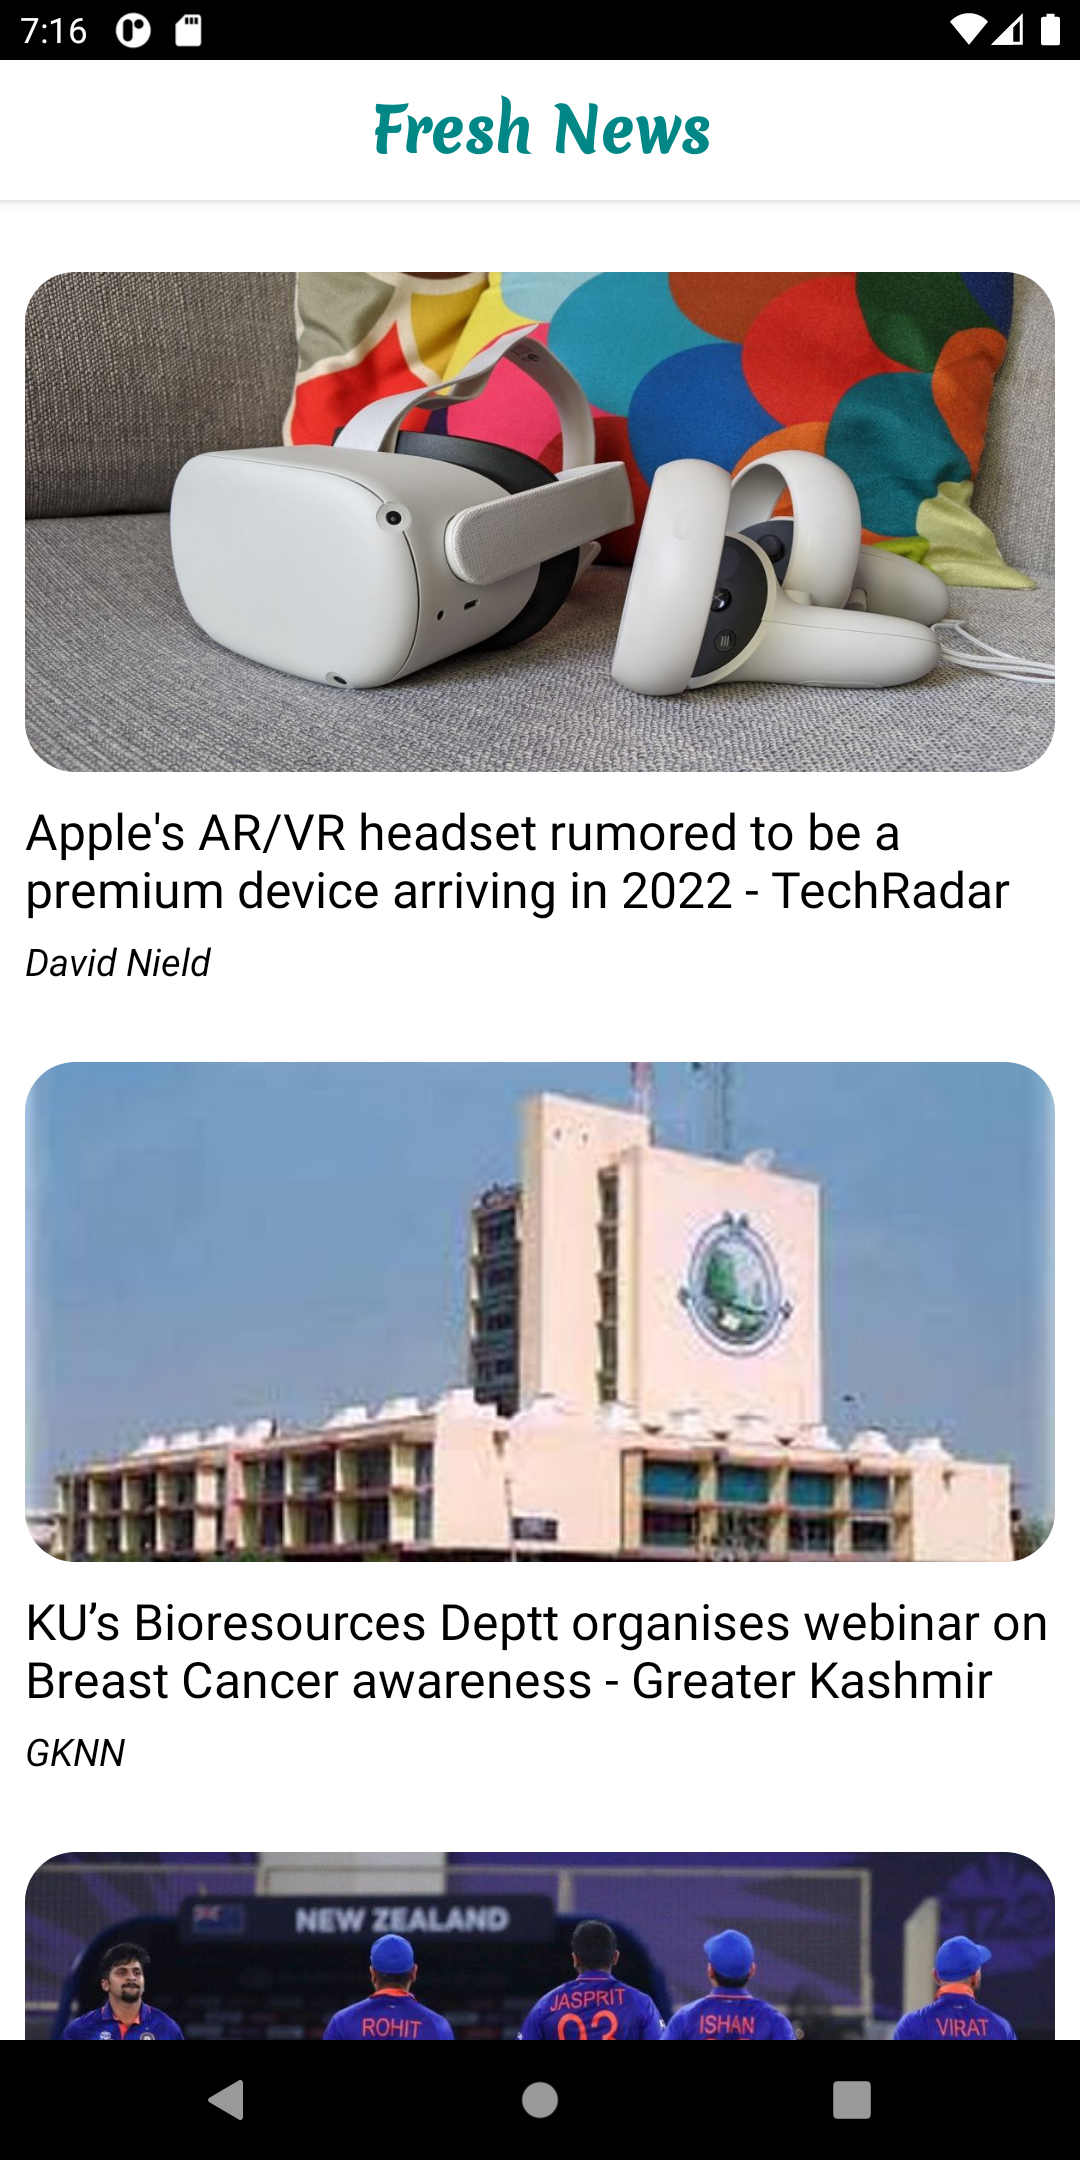 7:16
Fresh News
Apple's AR/VR headset rumored to be a
premium device arriving in 2022 - TechRadar
David Nield
KU’s Bioresources Deptt organises webinar on
Breast Cancer awareness - Greater Kashmir
GKNN
NEW ZEALAND
JASPRIT
93
ROHIT
ISHAN
VIRAT